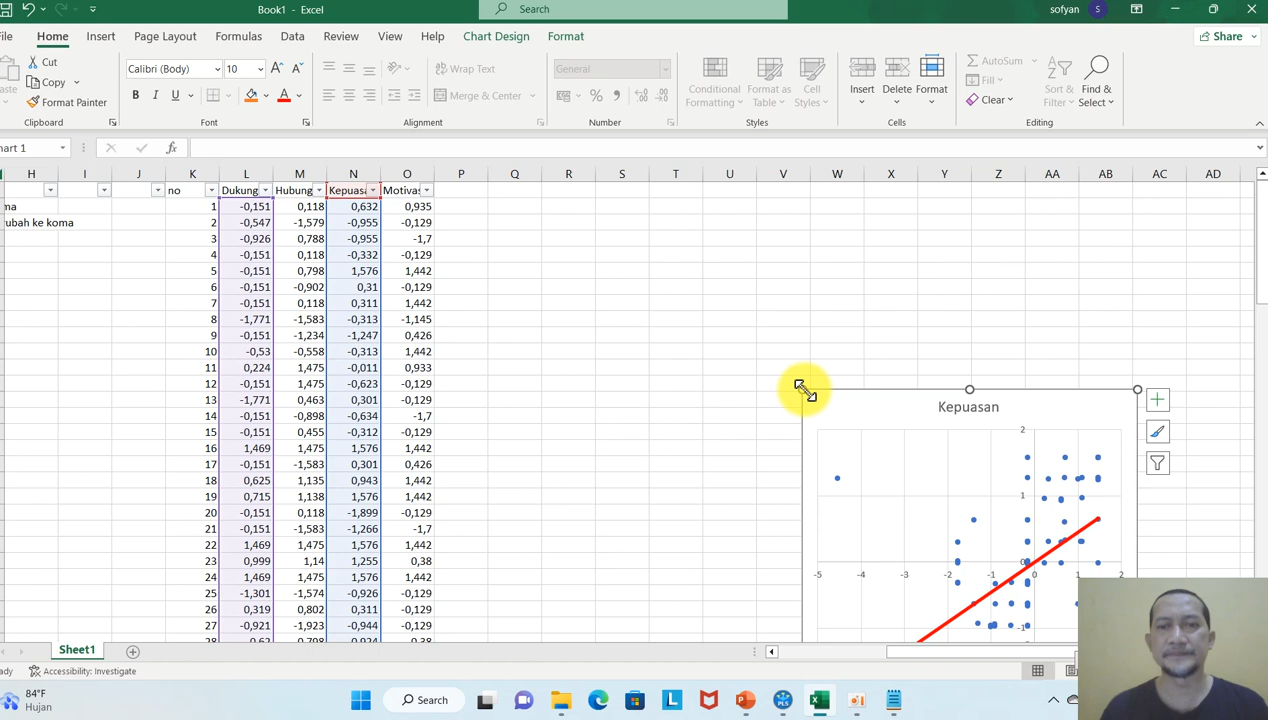 Book1 - Excel
Search
sofyan S
Home Insert Page Layout Formulas Data Review View Help Chart Design Format Share
Cut
Copy
Format Painter
Calibri (Body) 10
B I U
Wrap Text
Merge & Center
General
Conditional Formatting
Format as Table
Cell Styles
Insert Delete Format
AutoSum
Fill
Clear
Sort & Filter
Find & Select
Clipboard Font Alignment Number Styles Cells Editing
fx
H I J K L M N O P Q R S T U V W X Y Z AA AB AC AD
no Dukung Hubung Kepuasa Motivas
1 -0,151 0,118 0,632 0,935
rubah ke koma 2 -0,547 -1,579 -0,955 -0,129
3 -0,926 0,788 -0,955 -1,7
4 -0,151 0,118 -0,332 -0,129
5 -0,151 0,798 1,576 1,442
6 -0,151 -0,902 0,31 -0,129
7 -0,151 0,118 0,311 1,442
8 -1,771 -1,583 -0,313 -1,145
9 -0,151 -1,234 -1,247 0,426
10 -0,53 -0,558 -0,313 1,442
11 0,224 1,475 -0,011 0,933
12 -0,151 1,475 -0,623 -0,129
13 -1,771 0,463 0,301 -0,129
14 -0,151 -0,898 -0,634 -1,7
15 -0,151 0,455 -0,312 -0,129
16 1,469 1,475 1,576 1,442
17 -0,151 -1,583 0,301 0,426
18 0,625 1,135 0,943 1,442
19 0,715 1,138 1,576 1,442
20 -0,151 0,118 -1,899 -0,129
21 -0,151 -1,583 -1,266 -1,7
22 1,469 1,475 1,576 1,442
23 0,999 1,14 1,255 0,38
24 1,469 1,475 1,576 1,442
25 -1,301 -1,574 -0,926 -0,129
26 0,319 0,802 0,311 -0,129
27 -0,921 -1,923 -0,944 -0,129
Kepuasan
2
1
0
-5 -4 -3 -2 -1 0 1 2
-1
Sheet1
Accessibility: Investigate
84°F
Hujan
Search
L
P
PLS